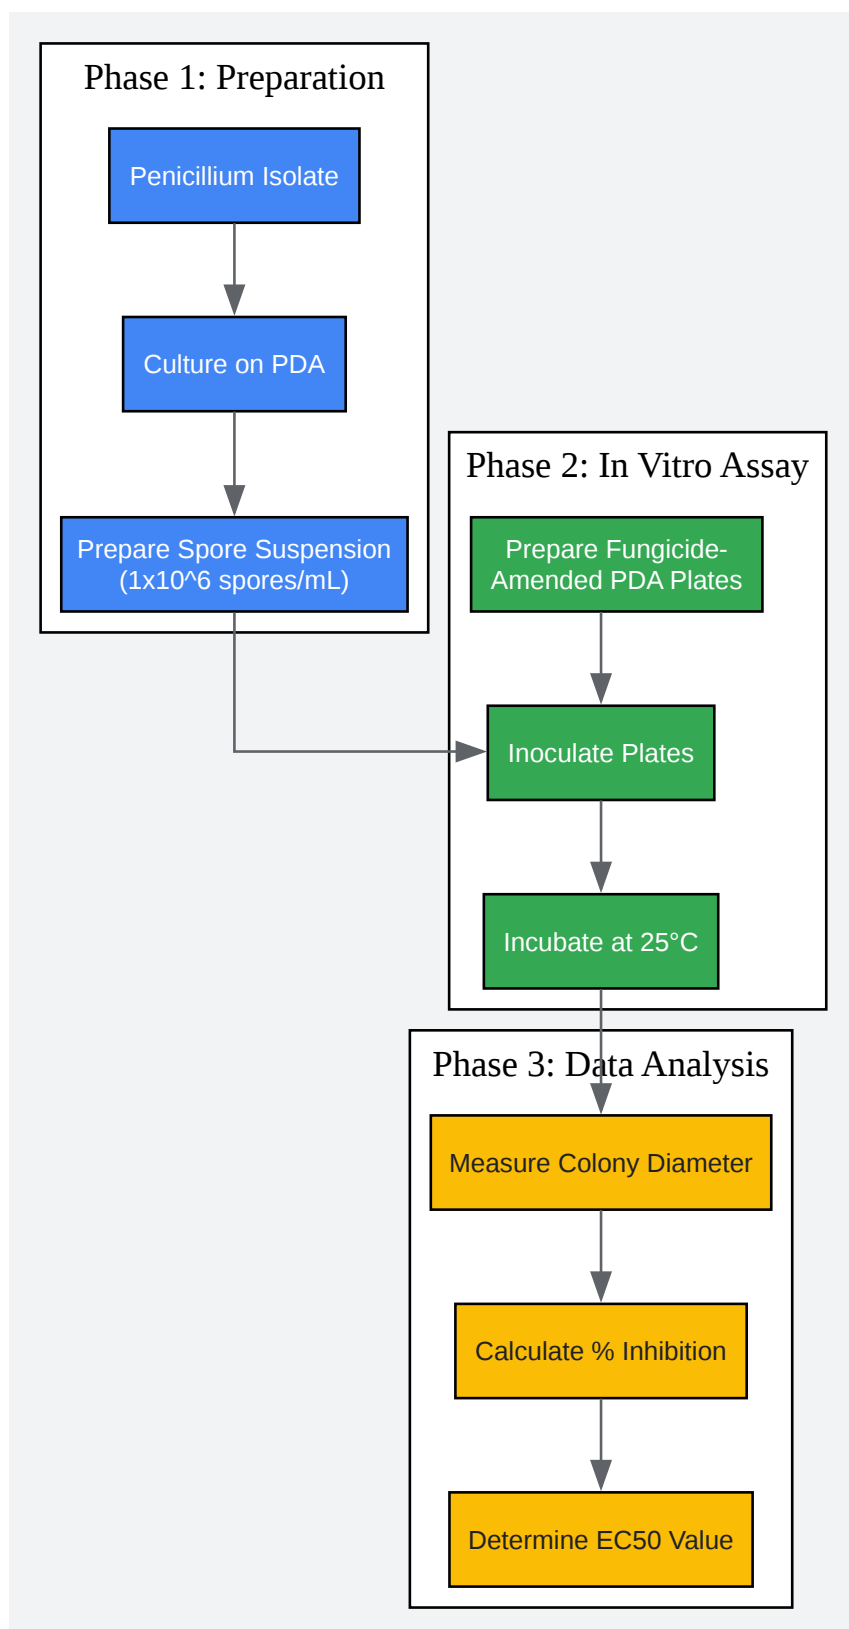 Phase 1: Preparation
Penicillium Isolate
Culture on PDA
Prepare Spore Suspension
(1x10^6 spores/mL)
Phase 2: In Vitro Assay
Prepare Fungicide-
Amended PDA Plates
Inoculate Plates
Incubate at 25°C
Phase 3: Data Analysis
Measure Colony Diameter
Calculate % Inhibition
Determine EC50 Value